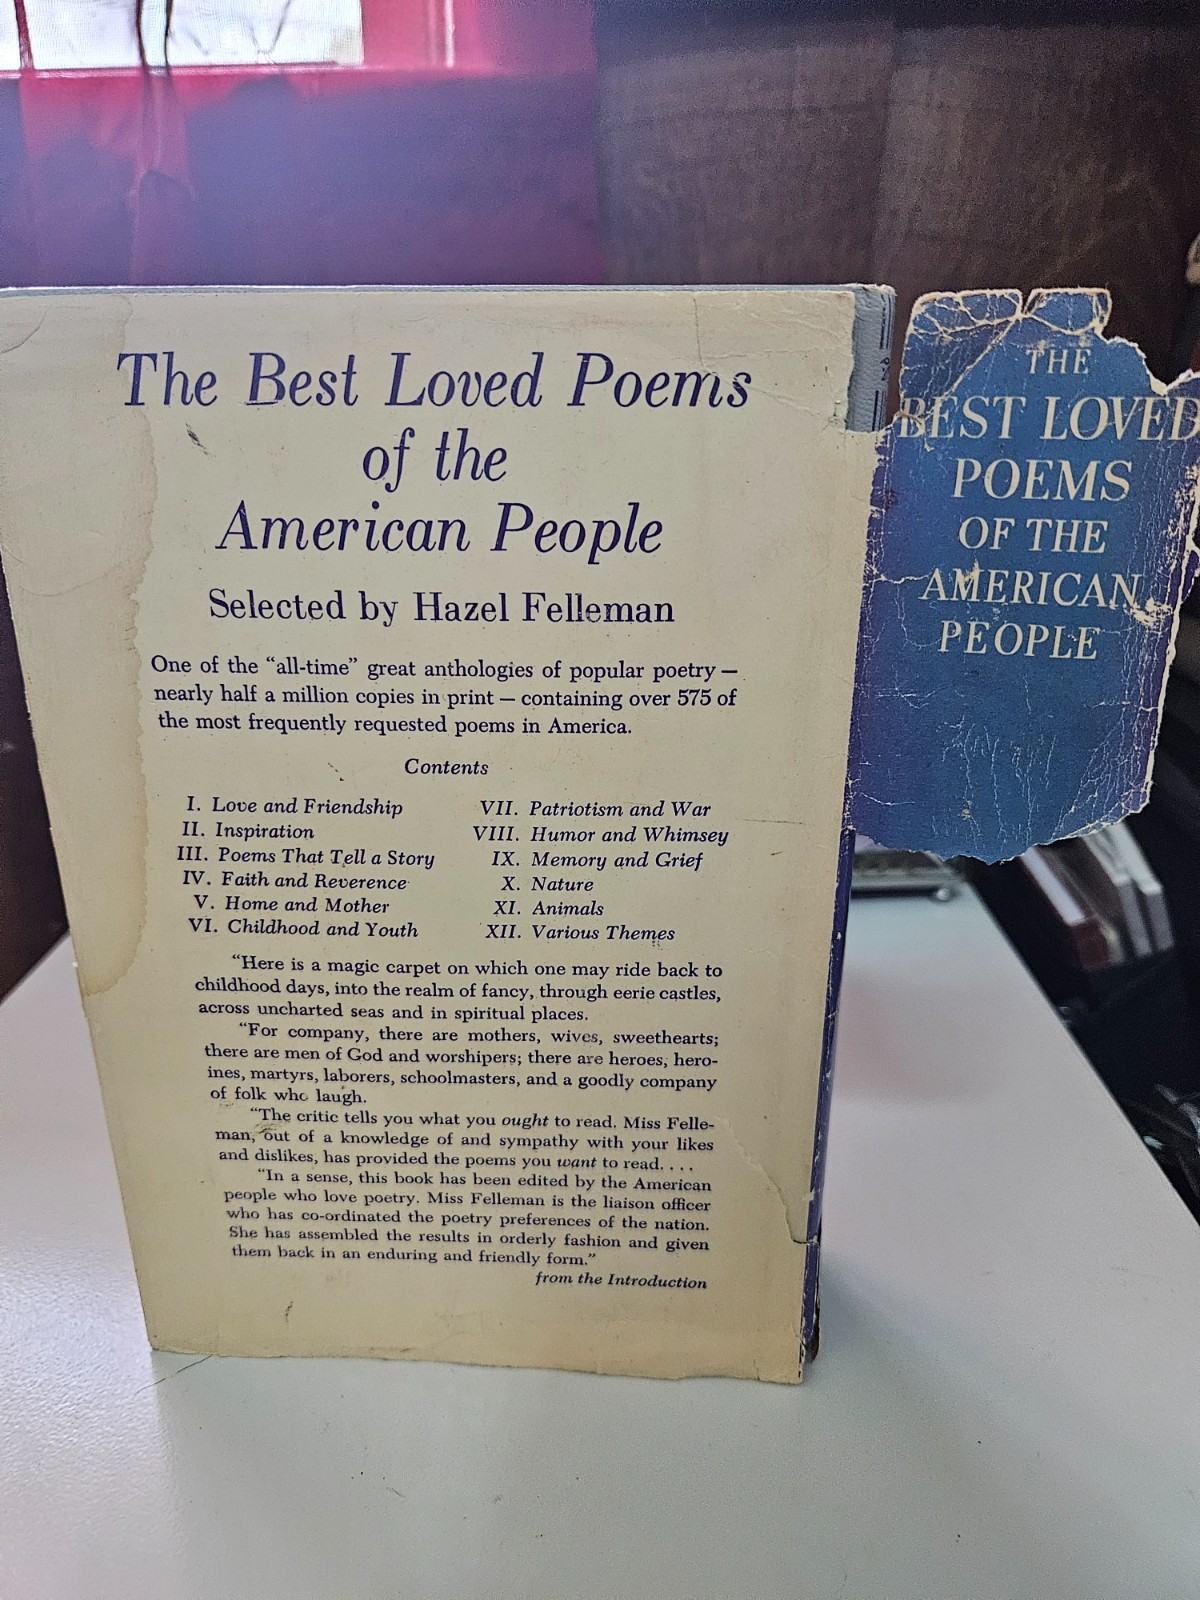 The Best Loved Poems
of the
American People
Selected by Hazel Felleman
One of the “all-time” great anthologies of popular poetry —
nearly half a million copies in print — containing over 575 of
the most frequently requested poems in America.
Contents
I. Love and Friendship
II. Inspiration
III. Poems That Tell a Story
IV. Faith and Reverence
V. Home and Mother
VI. Childhood and Youth
VII. Patriotism and War
VIII. Humor and Whimsey
IX. Memory and Grief
X. Nature
XI. Animals
XII. Various Themes
“Here is a magic carpet on which one may ride back to
childhood days, into the realm of fancy, through eerie castles,
across uncharted seas and in spiritual places.
“For company, there are mothers, wives, sweethearts;
there are men of God and worshipers; there are heroes, hero-
ines, martyrs, laborers, schoolmasters, and a goodly company
of folk who laugh.
“The critic tells you what you ought to read. Miss Felle-
man, out of a knowledge of and sympathy with your likes
and dislikes, has provided the poems you want to read. . . .
“In a sense, this book has been edited by the American
people who love poetry. Miss Felleman is the liaison officer
who has co-ordinated the poetry preferences of the nation.
She has assembled the results in orderly fashion and given
them back in an enduring and friendly form.”
from the Introduction
THE
BEST LOVED
POEMS
OF THE
AMERICAN
PEOPLE